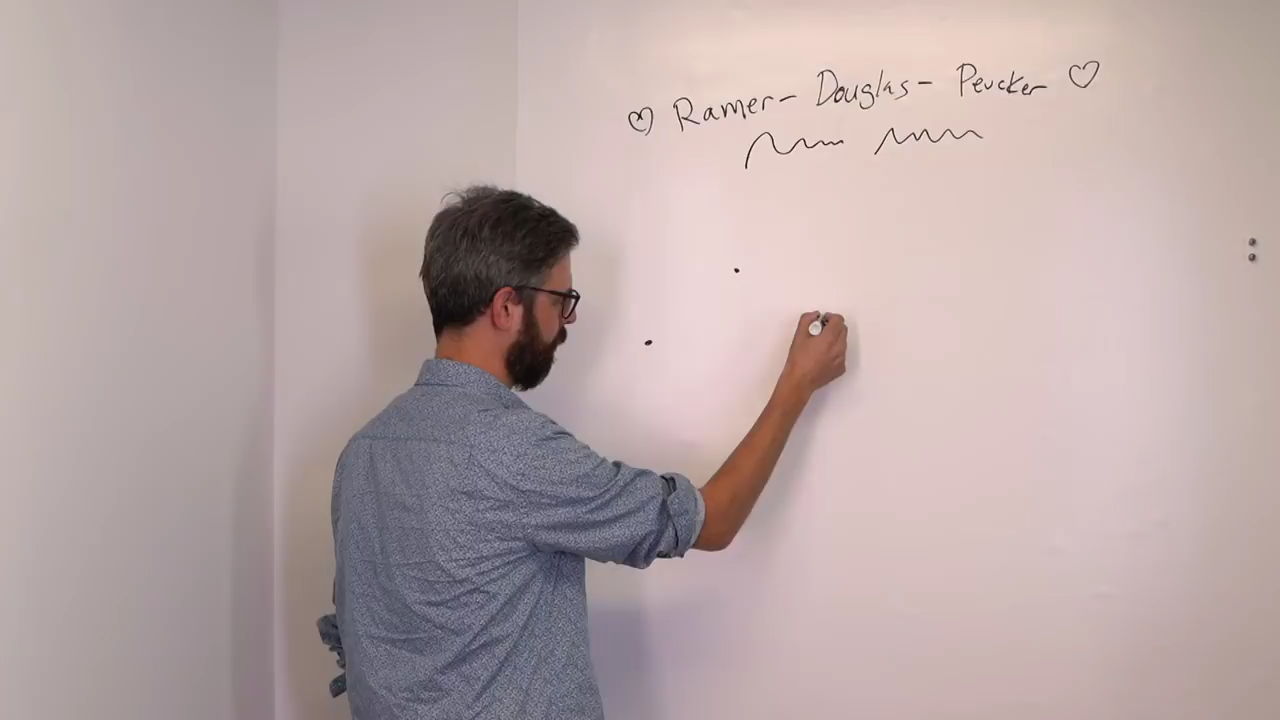 ♡ Ramer- Douglas- Peucker ♡